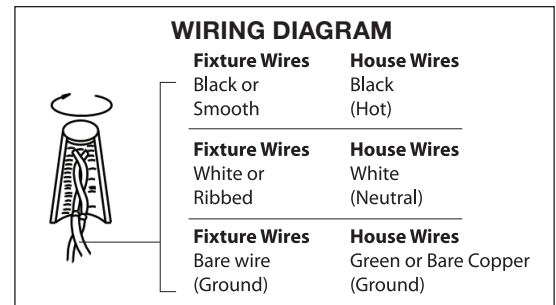 WIRING DIAGRAM
Fixture Wires House Wires
Black or Black
Smooth (Hot)
Fixture Wires House Wires
White or White
Ribbed (Neutral)
Fixture Wires House Wires
Bare wire Green or Bare Copper
(Ground) (Ground)